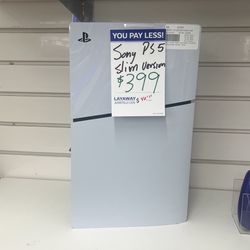 YOU PAY LESS!
Sony PS5
Slim Version
$399
LAYAWAY